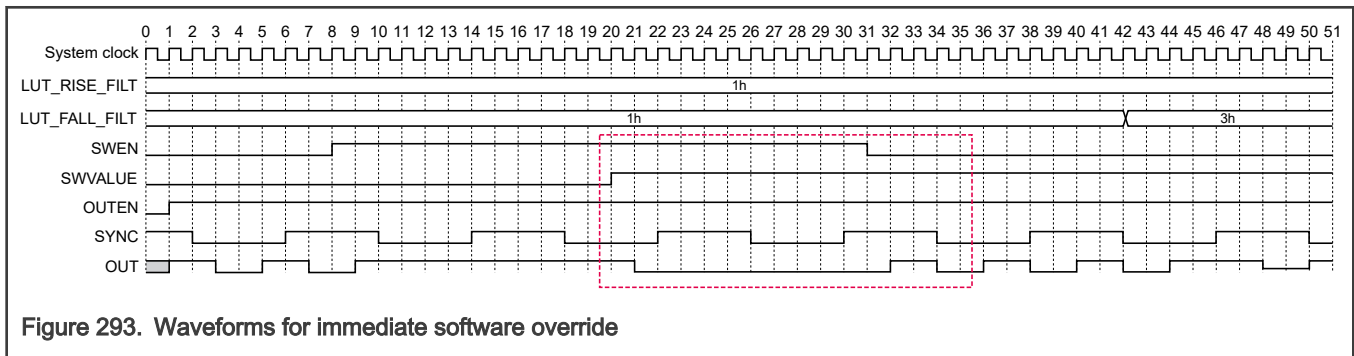 0 1 2 3 4 5 6 7 8 9 10 11 12 13 14 15 16 17 18 19 20 21 22 23 24 25 26 27 28 29 30 31 32 33 34 35 36 37 38 39 40 41 42 43 44 45 46 47 48 49 50 51
System clock
LUT_RISE_FILT 1h
LUT_FALL_FILT 1h 3h
SWEN
SWVALUE
OUTEN
SYNC
OUT
Figure 293. Waveforms for immediate software override